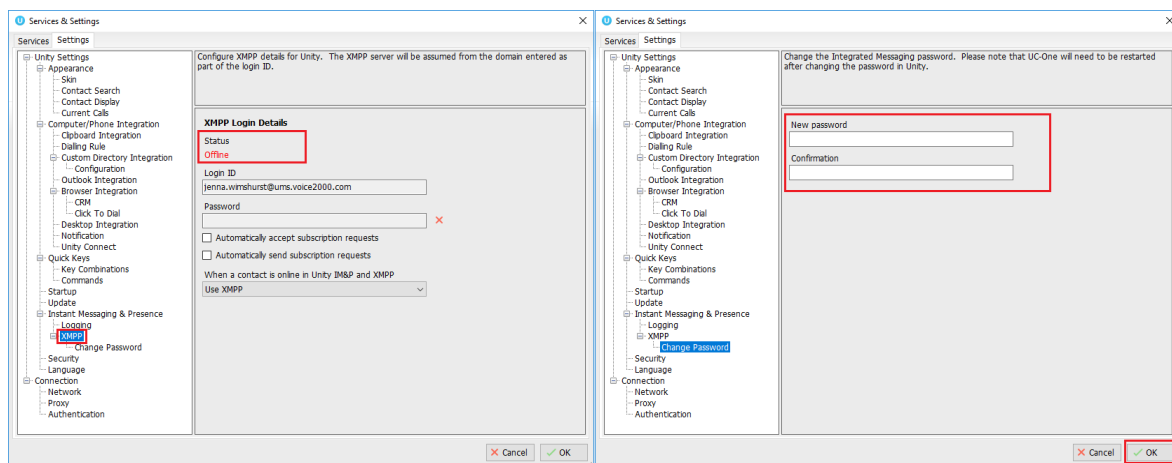 Services & Settings
Services Settings
Unity Settings
Appearance
Skin
Contact Search
Contact Display
Current Calls
Computer/Phone Integration
Clipboard Integration
Dialing Rule
Custom Directory Integration
Configuration
Outlook Integration
Browser Integration
CRM
Click To Dial
Desktop Integration
Notification
Unity Connect
Quick Keys
Key Combinations
Commands
Startup
Update
Instant Messaging & Presence
Logging
XMPP
Change Password
Security
Language
Connection
Network
Proxy
Authentication
Configure XMPP details for Unity. The XMPP server will be assumed from the domain entered as
part of the login ID.
XMPP Login Details
Status
Offline
Login ID
jenna.wimshurst@ums.voice2000.com
Password
Automatically accept subscription requests
Automatically send subscription requests
When a contact is online in Unity IM&P and XMPP
Use XMPP
Cancel OK
Services & Settings
Services Settings
Unity Settings
Appearance
Skin
Contact Search
Contact Display
Current Calls
Computer/Phone Integration
Clipboard Integration
Dialing Rule
Custom Directory Integration
Configuration
Outlook Integration
Browser Integration
CRM
Click To Dial
Desktop Integration
Notification
Unity Connect
Quick Keys
Key Combinations
Commands
Startup
Update
Instant Messaging & Presence
Logging
XMPP
Change Password
Security
Language
Connection
Network
Proxy
Authentication
Change the Integrated Messaging password. Please note that UC-One will need to be restarted
after changing the password in Unity.
New password
Confirmation
Cancel OK